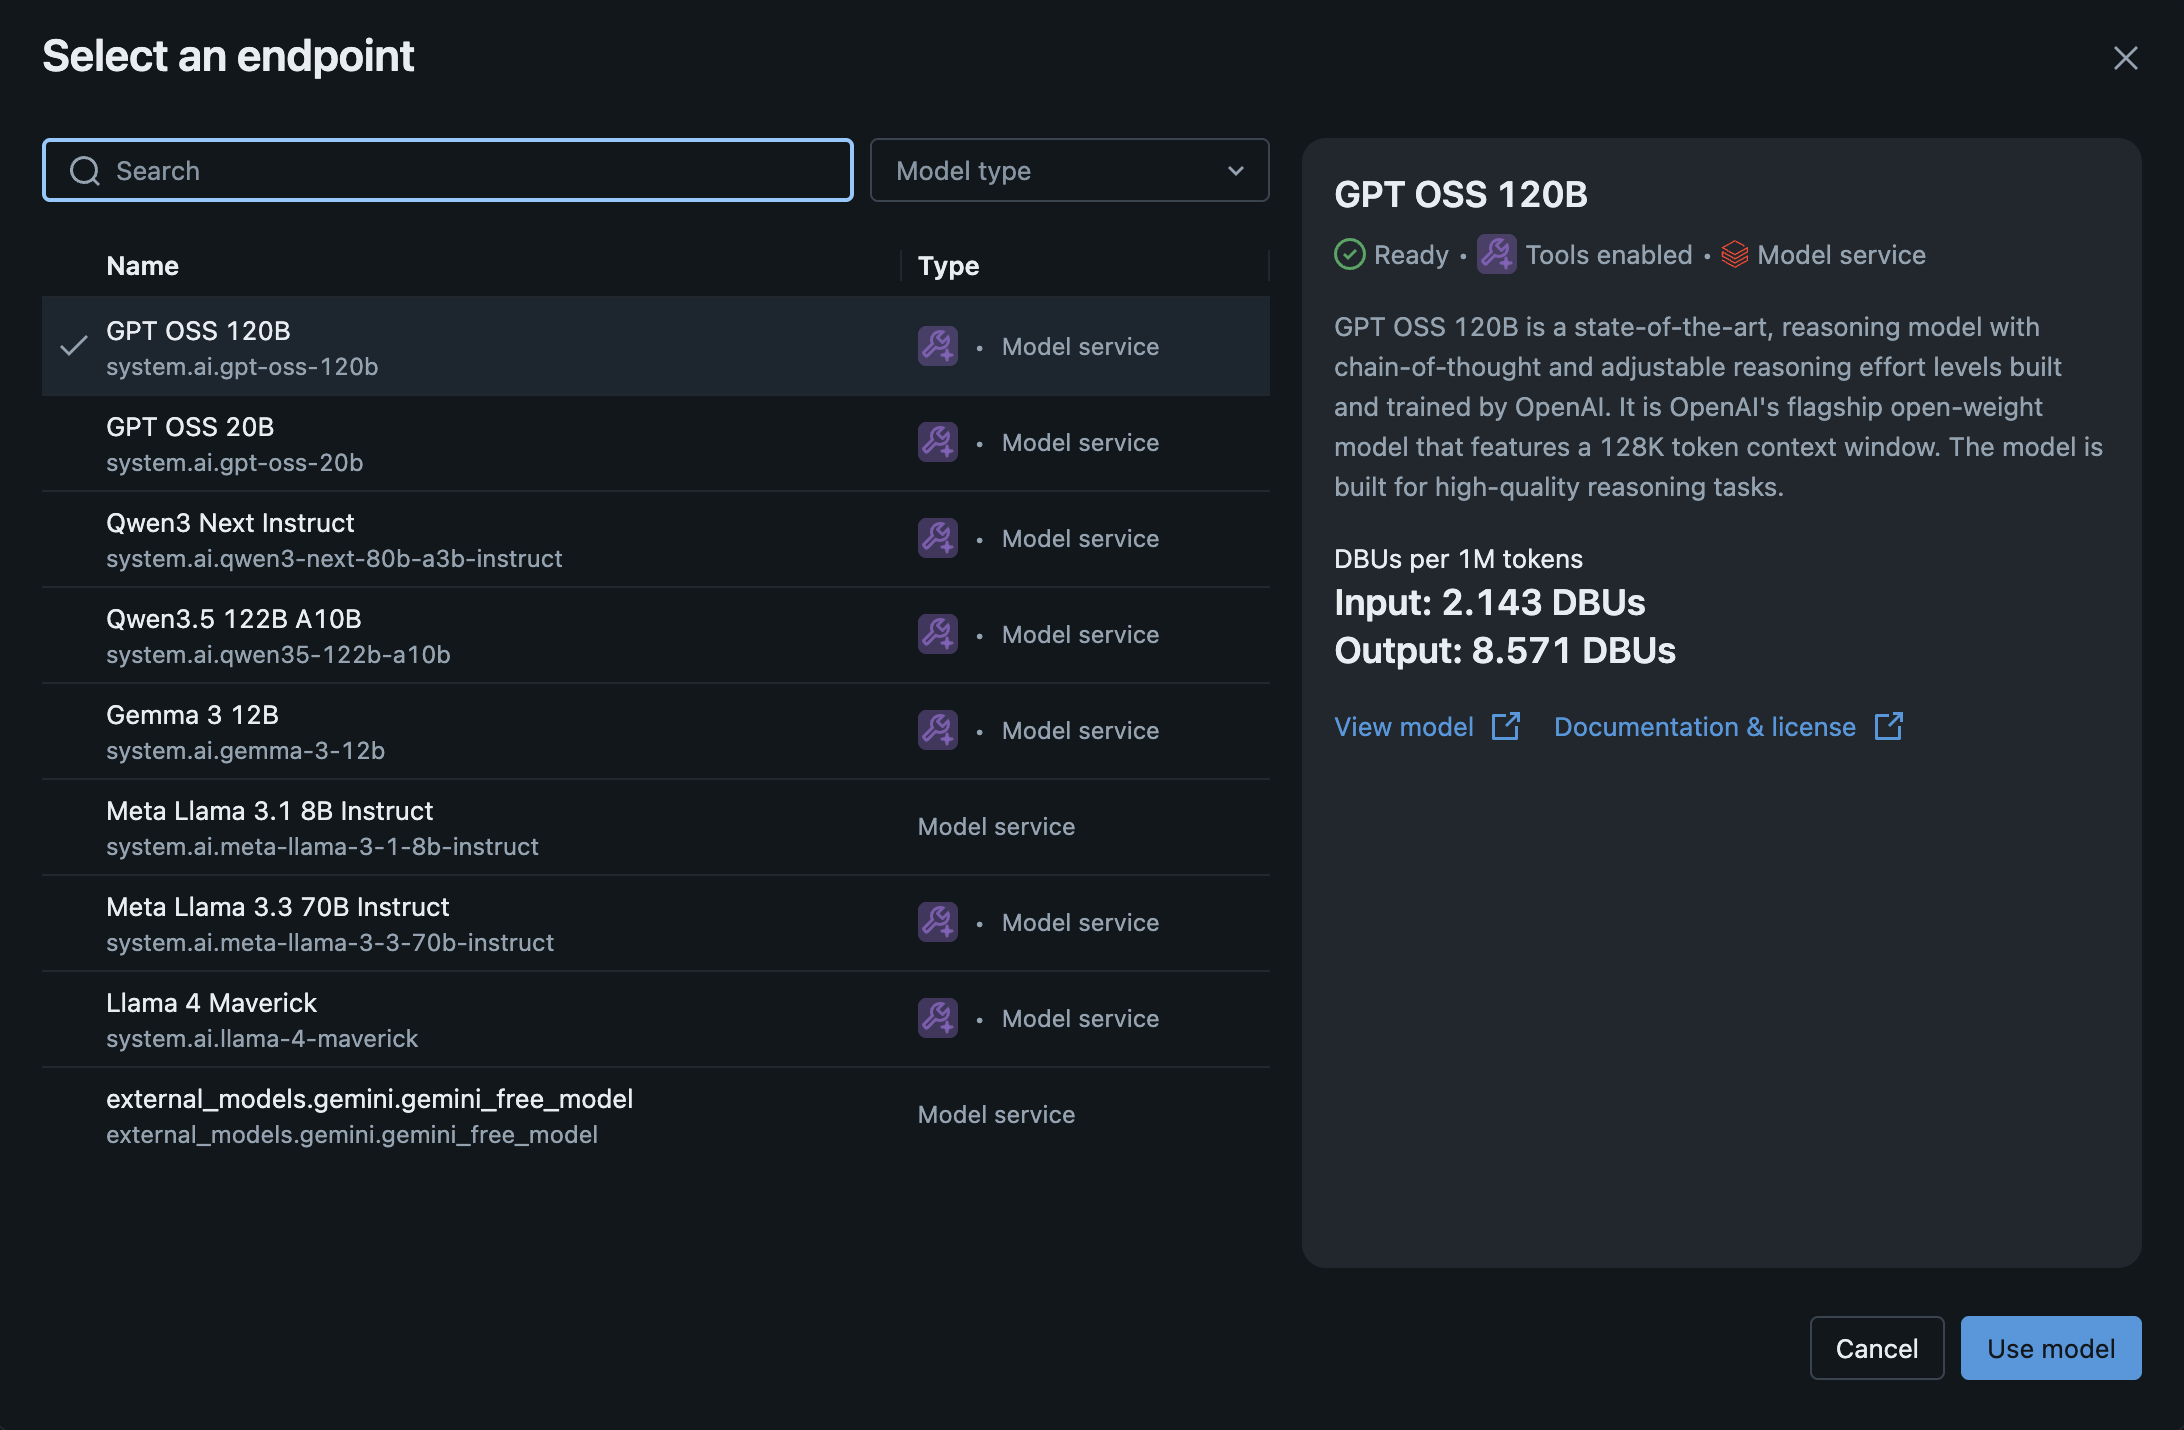 Select an endpoint
Search
Model type
Name
Type
GPT OSS 120B
system.ai.gpt-oss-120b
• Model service
GPT OSS 20B
system.ai.gpt-oss-20b
• Model service
Qwen3 Next Instruct
system.ai.qwen3-next-80b-a3b-instruct
• Model service
Qwen3.5 122B A10B
system.ai.qwen35-122b-a10b
• Model service
Gemma 3 12B
system.ai.gemma-3-12b
• Model service
Meta Llama 3.1 8B Instruct
system.ai.meta-llama-3-1-8b-instruct
Model service
Meta Llama 3.3 70B Instruct
system.ai.meta-llama-3-3-70b-instruct
• Model service
Llama 4 Maverick
system.ai.llama-4-maverick
• Model service
external_models.gemini.gemini_free_model
external_models.gemini.gemini_free_model
Model service
GPT OSS 120B
Ready • Tools enabled • Model service
GPT OSS 120B is a state-of-the-art, reasoning model with
chain-of-thought and adjustable reasoning effort levels built
and trained by OpenAI. It is OpenAI's flagship open-weight
model that features a 128K token context window. The model is
built for high-quality reasoning tasks.
DBUs per 1M tokens
Input: 2.143 DBUs
Output: 8.571 DBUs
View model Documentation & license
Cancel
Use model